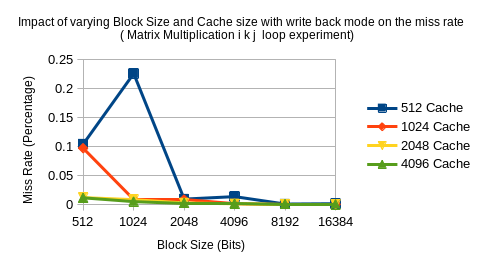 Impact of varying Block Size and Cache size with write back mode on the miss rate
( Matrix Multiplication i k j  loop experiment)
0.25
0.2
0.15
0.1
0.05
0
Miss Rate (Percentage)
512 1024 2048 4096 8192 16384
Block Size (Bits)
512 Cache
1024 Cache
2048 Cache
4096 Cache